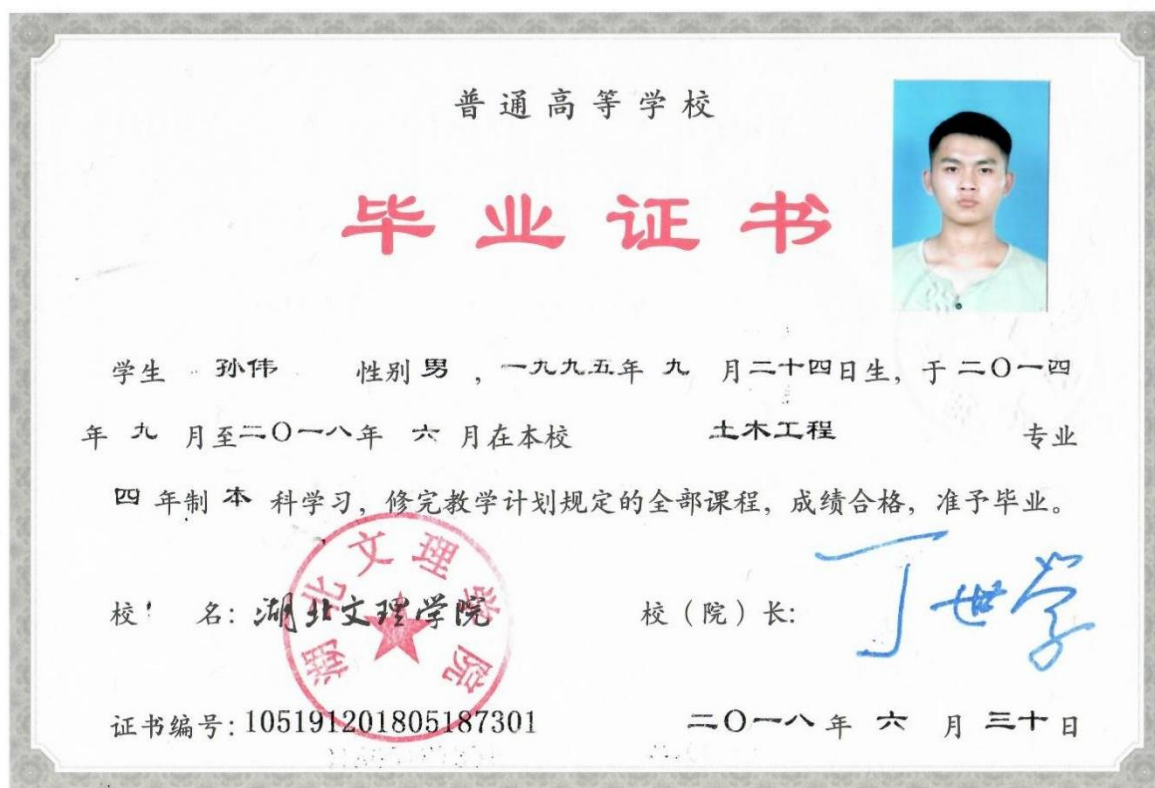 普通高等学校
毕业证书
学生 孙伟 性别 男 ，一九九五年 九 月二十四日生，于二〇一四
年 九 月至二〇一八年 六 月在本校 土木工程 专业
四 年制 本 科学习，修完教学计划规定的全部课程，成绩合格，准予毕业。
校 名：湖北文理学院 校（院）长：丁世学
湖北文理学院
证书编号：105191201805187301 二〇一八 年 六 月 三十 日